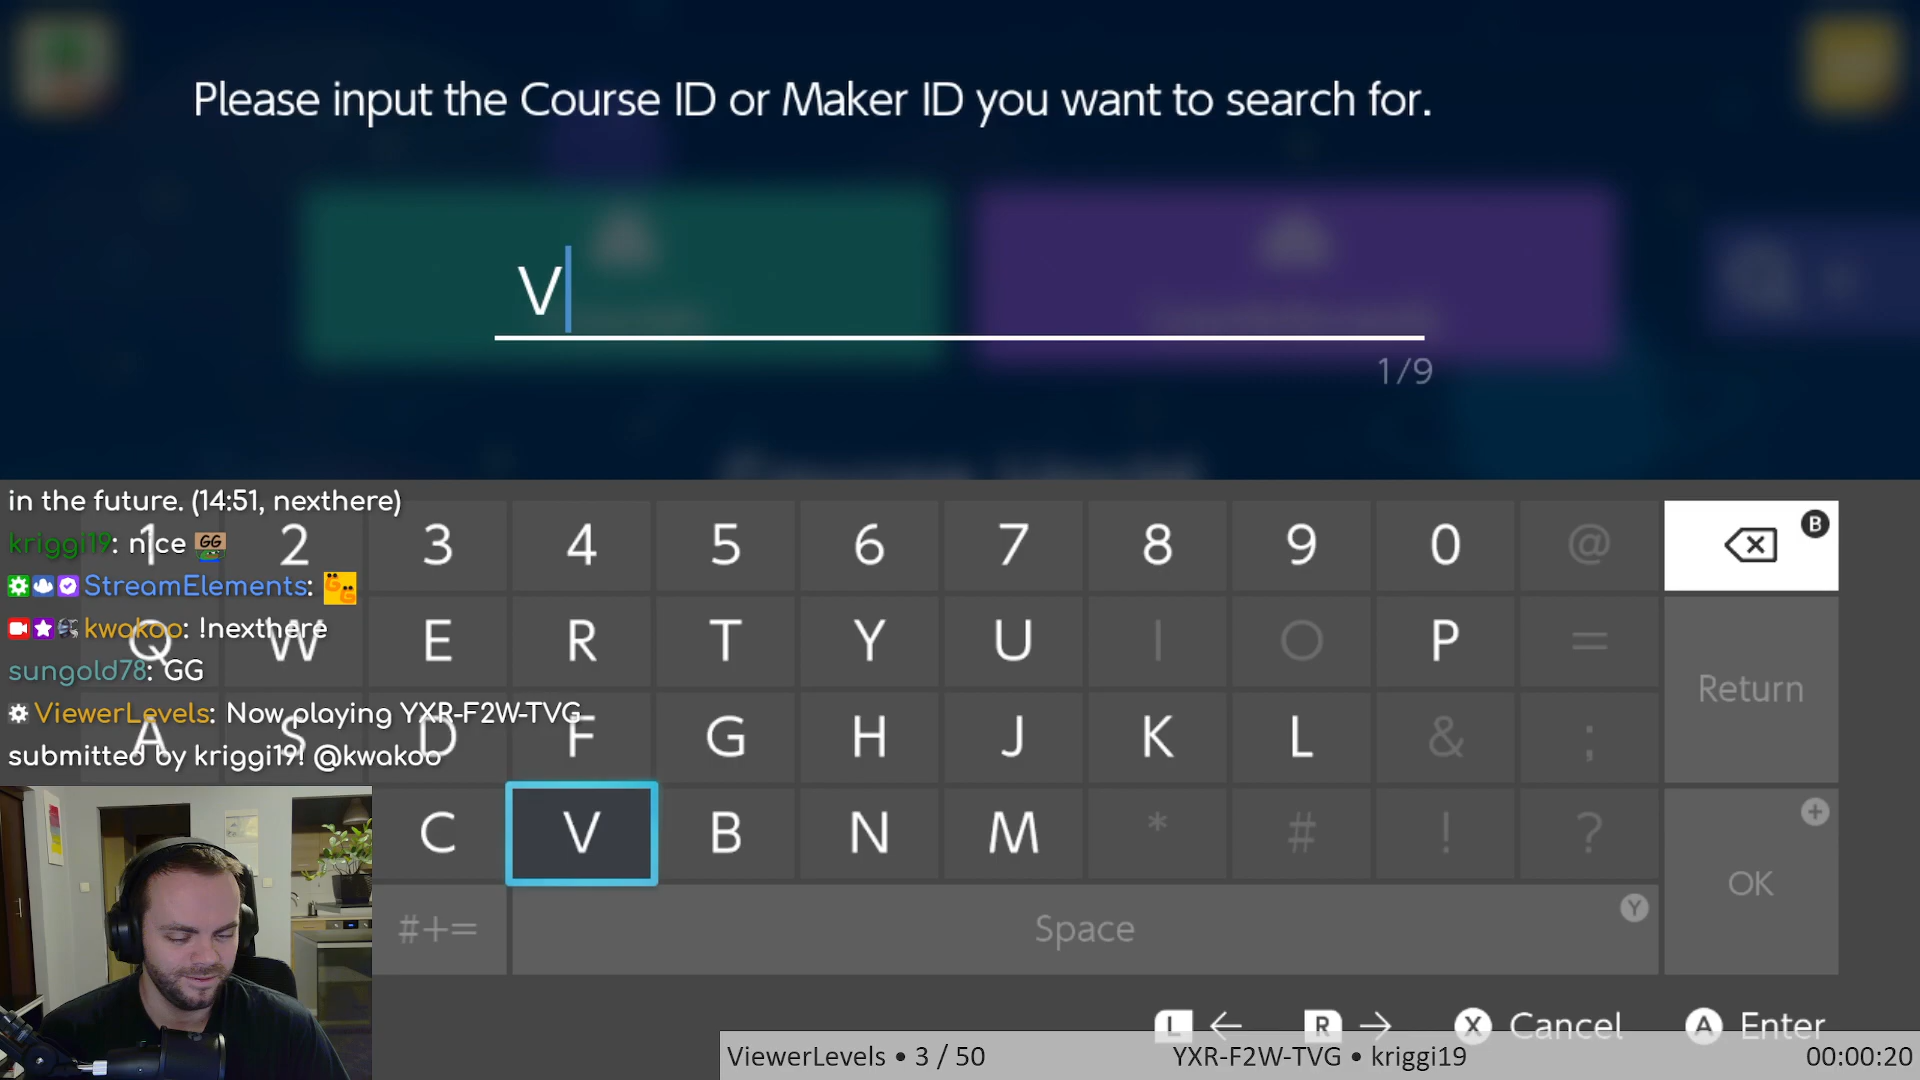 Please input the Course ID or Maker ID you want to search for.
V
1/9
in the future. (14:51, nexthere)
kriggi19: nice
StreamElements:
kwakoo: !nexthere
sungold78: GG
ViewerLevels: Now playing YXR-F2W-TVG
submitted by kriggi19! @kwakoo
1 2 3 4 5 6 7 8 9 0 @ B
Q W E R T Y U I O P =
Return
A S D F G H J K L & ;
C V B N M * # ! ? +
OK
#+= Space Y
L ← R → X Cancel A Enter
ViewerLevels • 3 / 50 YXR-F2W-TVG • kriggi19 00:00:20